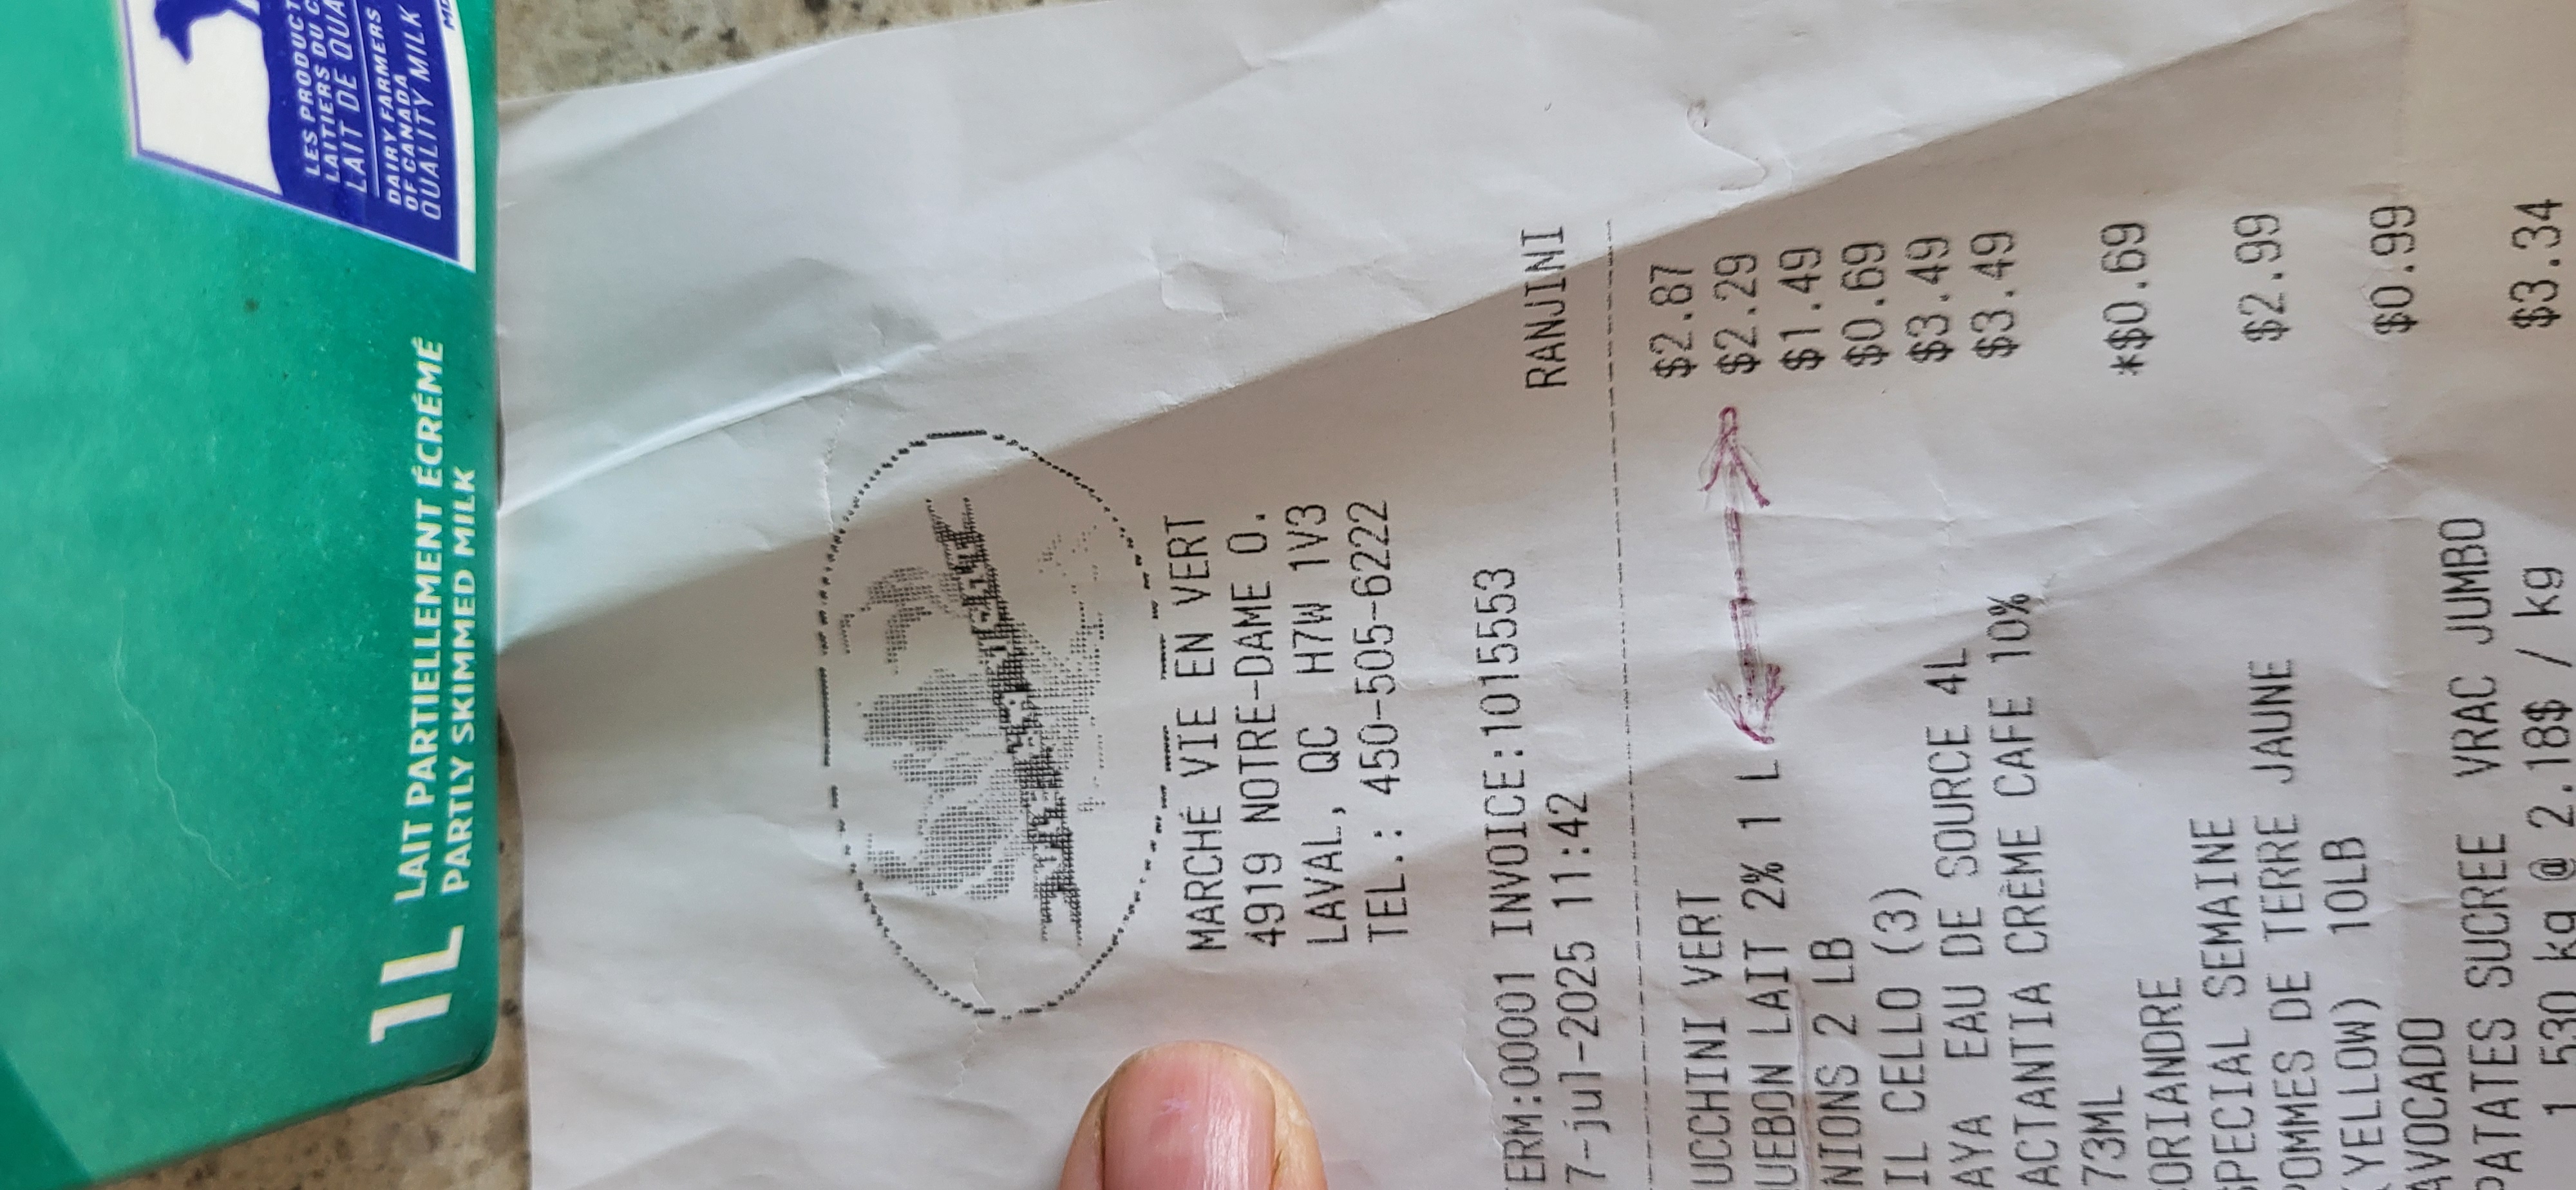 LES PRODUCT
LAITIERS DU C
LAIT DE QUA
DAIRY FARMERS
OF CANADA
QUALITY MILK
1L LAIT PARTIELLEMENT ÉCRÉMÉ
PARTLY SKIMMED MILK
MARCHÉ VIE EN VERT
4919 NOTRE-DAME O.
LAVAL, QC H7W 1V3
TEL.: 450-505-6222
ERM:00001 INVOICE:1015553 RANJINI
7-jul-2025 11:42
UCCHINI VERT $2.87
UEBON LAIT 2% 1 L $2.29
NIONS 2 LB $1.49
IL CELLO (3) $0.69
AYA EAU DE SOURCE 4L $3.49
ACTANTIA CRÈME CAFE 10% $3.49
73ML
ORIANDRE *$0.69
SPECIAL SEMAINE
POMMES DE TERRE JAUNE $2.99
(YELLOW) 10LB
AVOCADO $0.99
PATATES SUCREE VRAC JUMBO
1.530 kg @ 2.18$ / kg $3.34